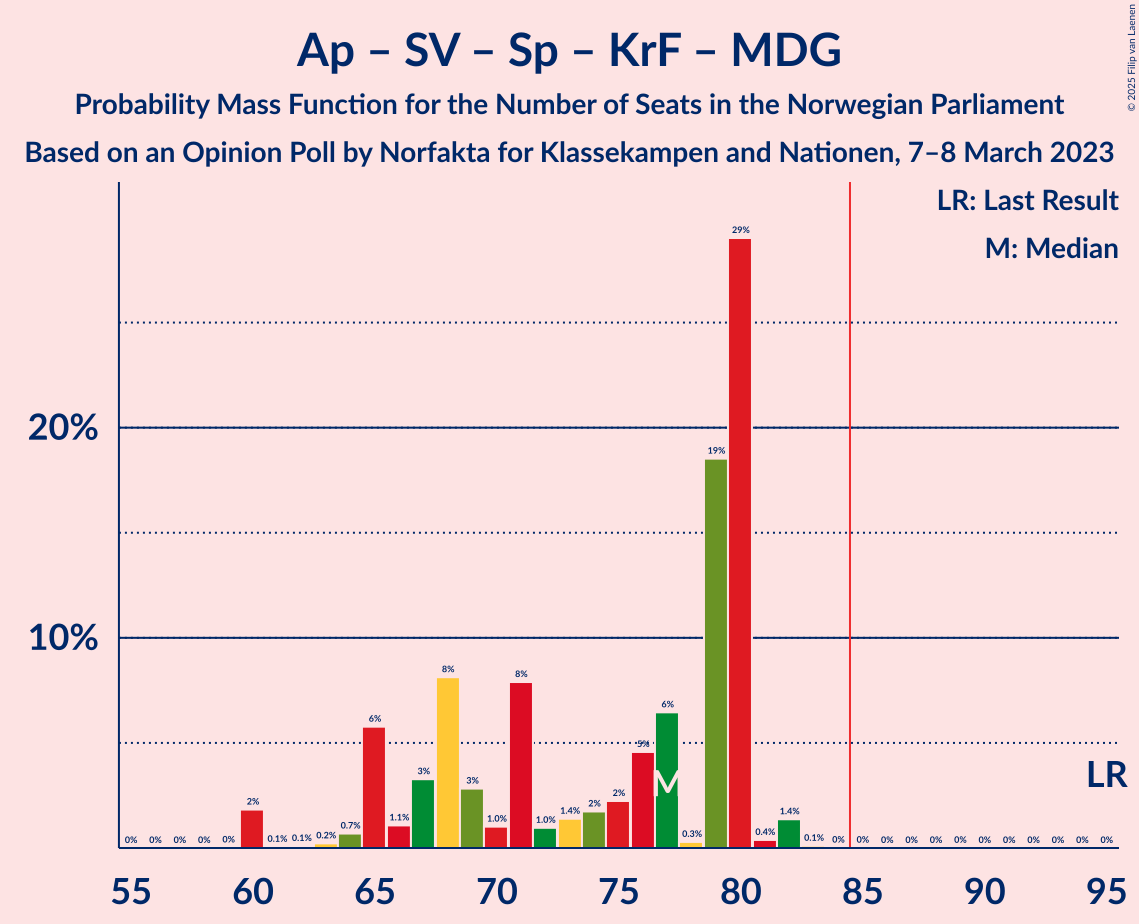 Ap – SV – Sp – KrF – MDG
Probability Mass Function for the Number of Seats in the Norwegian Parliament
Based on an Opinion Poll by Norfakta for Klassekampen and Nationen, 7–8 March 2023
© 2025 Filip van Laenen
LR: Last Result
M: Median
20%
10%
0% 0% 0% 0% 0% 2% 0.1% 0.1% 0.2% 0.7% 6% 1.1% 3% 8% 3% 1.0% 8% 1.0% 1.4% 2% 2% 5% 6% 0.3% 19% 29% 0.4% 1.4% 0.1% 0% 0% 0% 0% 0% 0% 0% 0% 0% 0% 0% 0%
M
LR
55 60 65 70 75 80 85 90 95